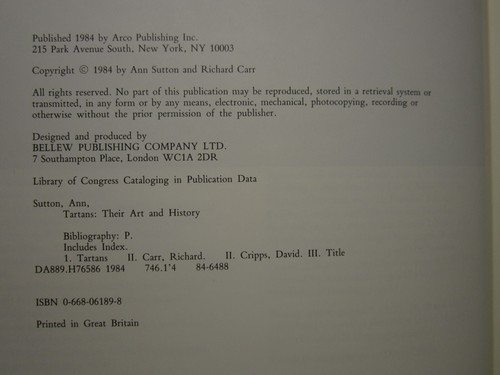 Published 1984 by Arco Publishing Inc.
215 Park Avenue South, New York, NY 10003
Copyright © 1984 by Ann Sutton and Richard Carr
All rights reserved. No part of this publication may be reproduced, stored in a retrieval system or
transmitted, in any form or by any means, electronic, mechanical, photocopying, recording or
otherwise without the prior permission of the publisher.
Designed and produced by
BELLEW PUBLISHING COMPANY LTD.
7 Southampton Place, London WC1A 2DR
Library of Congress Cataloging in Publication Data
Sutton, Ann,
Tartans: Their Art and History
Bibliography: P.
Includes Index.
1. Tartans II. Carr, Richard. II. Cripps, David. III. Title
DA889.H76586 1984 746.1'4 84-6488
ISBN 0-668-06189-8
Printed in Great Britain